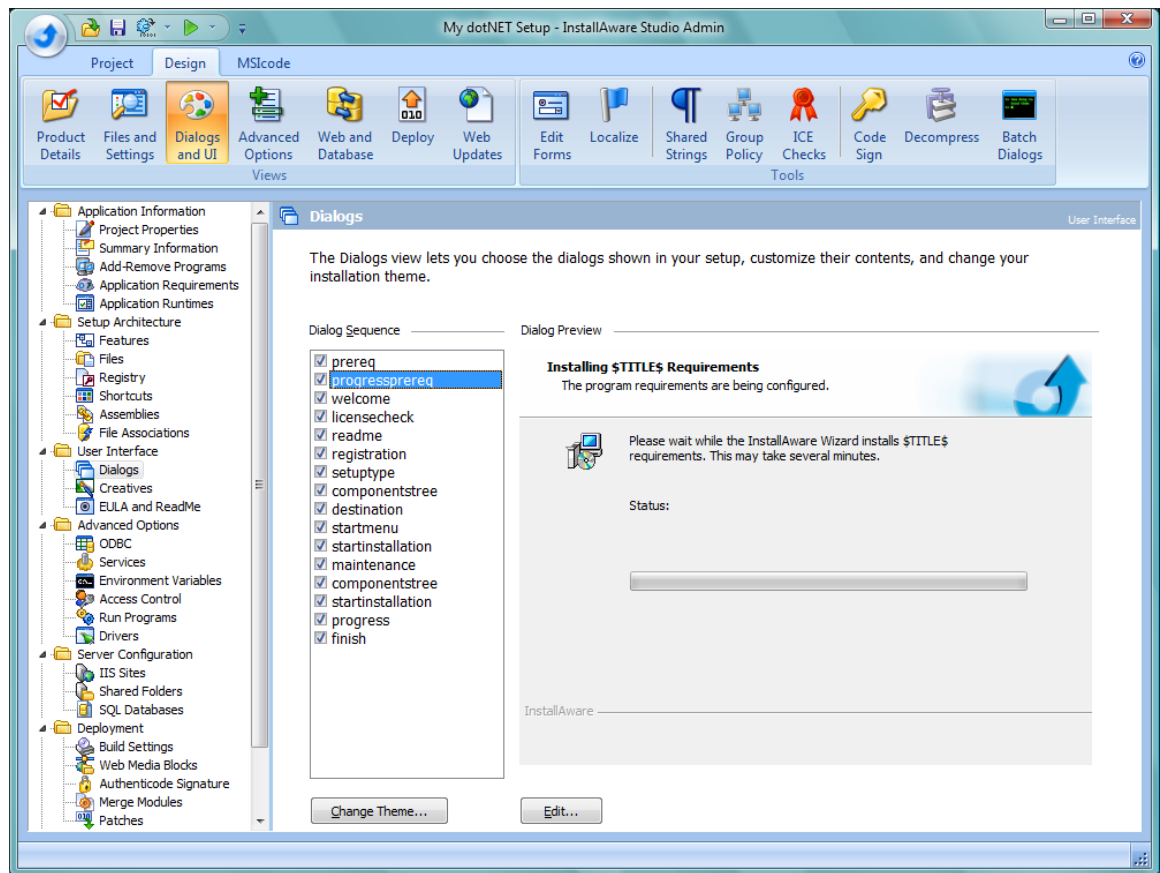 My dotNET Setup - InstallAware Studio Admin
Project Design MSIcode
Product Details
Files and Settings
Dialogs and UI
Advanced Options
Web and Database
Deploy
Web Updates
Edit Forms
Localize
Shared Strings
Group Policy
ICE Checks
Code Sign
Decompress
Batch Dialogs
Views
Tools
Application Information
Project Properties
Summary Information
Add-Remove Programs
Application Requirements
Application Runtimes
Setup Architecture
Features
Files
Registry
Shortcuts
Assemblies
File Associations
User Interface
Dialogs
Creatives
EULA and ReadMe
Advanced Options
ODBC
Services
Environment Variables
Access Control
Run Programs
Drivers
Server Configuration
IIS Sites
Shared Folders
SQL Databases
Deployment
Build Settings
Web Media Blocks
Authenticode Signature
Merge Modules
Patches
Dialogs
User Interface
The Dialogs view lets you choose the dialogs shown in your setup, customize their contents, and change your
installation theme.
Dialog Sequence
prereq
progressprereq
welcome
licensecheck
readme
registration
setuptype
componentstree
destination
startmenu
startinstallation
maintenance
componentstree
startinstallation
progress
finish
Change Theme...
Dialog Preview
Installing $TITLE$ Requirements
The program requirements are being configured.
Please wait while the InstallAware Wizard installs $TITLE$
requirements. This may take several minutes.
Status:
InstallAware
Edit...